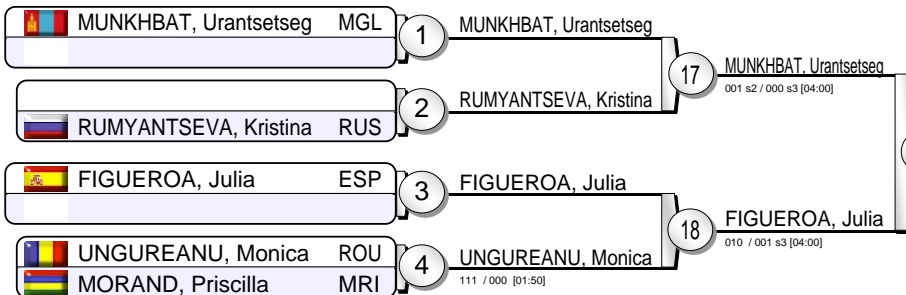 MUNKHBAT, Urantsetseg MGL
1
MUNKHBAT, Urantsetseg
RUMYANTSEVA, Kristina RUS
2
RUMYANTSEVA, Kristina
17
MUNKHBAT, Urantsetseg
001 s2 / 000 s3 [04:00]
FIGUEROA, Julia ESP
3
FIGUEROA, Julia
UNGUREANU, Monica ROU
MORAND, Priscilla MRI
4
UNGUREANU, Monica
111 / 000 [01:50]
18
FIGUEROA, Julia
010 / 001 s3 [04:00]